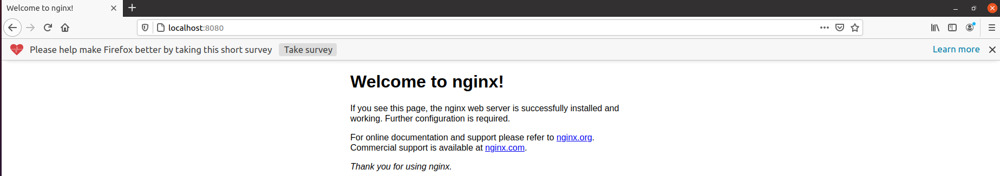 Welcome to nginx!
localhost:8080
Please help make Firefox better by taking this short survey Take survey Learn more
Welcome to nginx!
If you see this page, the nginx web server is successfully installed and
working. Further configuration is required.
For online documentation and support please refer to nginx.org.
Commercial support is available at nginx.com.
Thank you for using nginx.